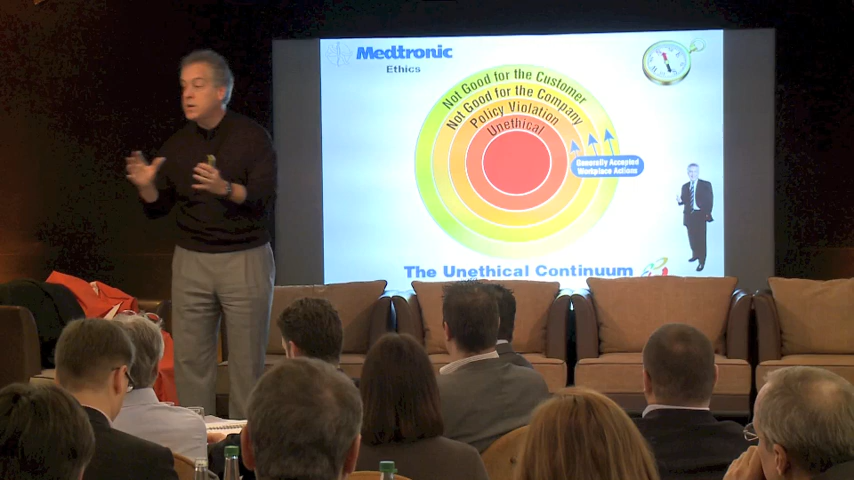 Medtronic
Ethics
Not Good for the Customer
Not Good for the Company
Policy Violation
Unethical
Generally Accepted
Workplace Actions
The Unethical Continuum